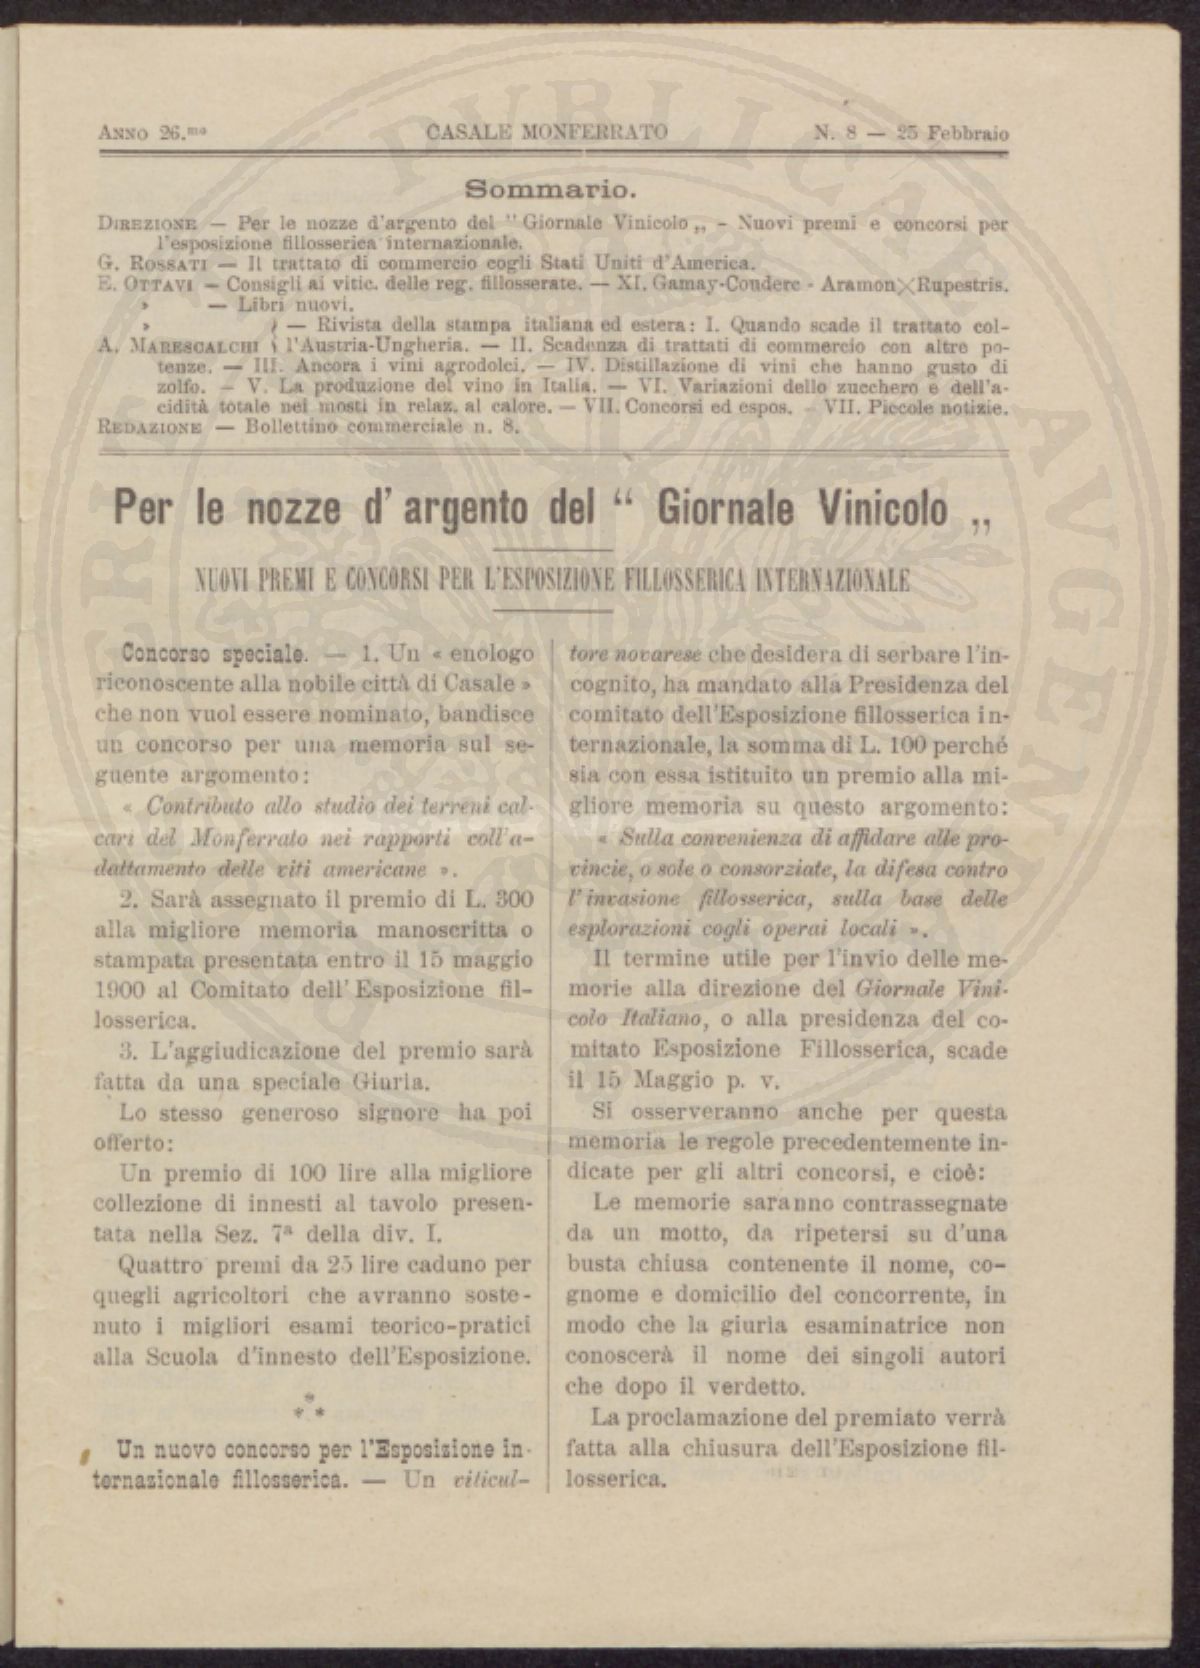 ANNO 26.mo CASALE MONFERRATO N. 8 — 25 Febbraio
Sommario.
DIREZIONE — Per le nozze d'argento del " Giornale Vinicolo „ - Nuovi premi e concorsi per
l'esposizione fillosserica internazionale.
G. ROSSATI — Il trattato di commercio cogli Stati Uniti d'America.
E. OTTAVI — Consigli ai vitic. delle reg. fillosserate. — XI. Gamay-Couderc - Aramon×Rupestris.
» — Libri nuovi.
» } — Rivista della stampa italiana ed estera: I. Quando scade il trattato col-
A. MARESCALCHI } l'Austria-Ungheria. — II. Scadenza di trattati di commercio con altre po-
tenze. — III. Ancora i vini agrodolci. — IV. Distillazione di vini che hanno gusto di
zolfo. — V. La produzione del vino in Italia. — VI. Variazioni dello zucchero e dell'a-
cidità totale nei mosti in relaz. al calore. — VII. Concorsi ed espos. - VII. Piccole notizie.
REDAZIONE — Bollettino commerciale n. 8.
Per le nozze d' argento del “ Giornale Vinicolo „
NUOVI PREMI E CONCORSI PER L'ESPOSIZIONE FILLOSSERICA INTERNAZIONALE
Concorso speciale. — 1. Un « enologo
riconoscente alla nobile città di Casale »
che non vuol essere nominato, bandisce
un concorso per una memoria sul se-
guente argomento:
« Contributo allo studio dei terreni cal-
cari del Monferrato nei rapporti coll'a-
dattamento delle viti americane ».
2. Sarà assegnato il premio di L. 300
alla migliore memoria manoscritta o
stampata presentata entro il 15 maggio
1900 al Comitato dell' Esposizione fil-
losserica.
3. L'aggiudicazione del premio sarà
fatta da una speciale Giuria.
Lo stesso generoso signore ha poi
offerto:
Un premio di 100 lire alla migliore
collezione di innesti al tavolo presen-
tata nella Sez. 7ª della div. I.
Quattro premi da 25 lire caduno per
quegli agricoltori che avranno soste-
nuto i migliori esami teorico-pratici
alla Scuola d'innesto dell'Esposizione.
* * *
Un nuovo concorso per l'Esposizione in-
ternazionale fillosserica. — Un viticul-
tore novarese che desidera di serbare l'in-
cognito, ha mandato alla Presidenza del
comitato dell'Esposizione fillosserica in-
ternazionale, la somma di L. 100 perché
sia con essa istituito un premio alla mi-
gliore memoria su questo argomento:
« Sulla convenienza di affidare alle pro-
vincie, o sole o consorziate, la difesa contro
l'invasione fillosserica, sulla base delle
esplorazioni cogli operai locali ».
Il termine utile per l'invio delle me-
morie alla direzione del Giornale Vini-
colo Italiano, o alla presidenza del co-
mitato Esposizione Fillosserica, scade
il 15 Maggio p. v.
Si osserveranno anche per questa
memoria le regole precedentemente in-
dicate per gli altri concorsi, e cioè:
Le memorie saranno contrassegnate
da un motto, da ripetersi su d'una
busta chiusa contenente il nome, co-
gnome e domicilio del concorrente, in
modo che la giuria esaminatrice non
conoscerà il nome dei singoli autori
che dopo il verdetto.
La proclamazione del premiato verrà
fatta alla chiusura dell'Esposizione fil-
losserica.